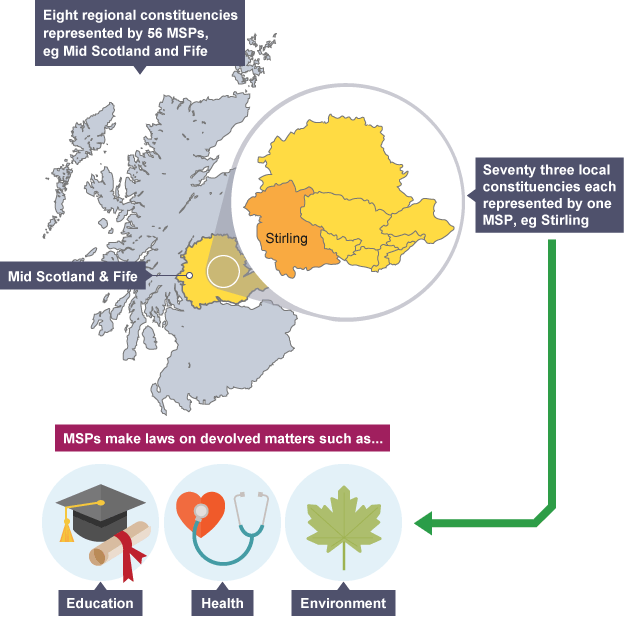 Eight regional constituencies
represented by 56 MSPs,
eg Mid Scotland and Fife
Seventy three local
constituencies each
represented by one
MSP, eg Stirling
Stirling
Mid Scotland & Fife
MSPs make laws on devolved matters such as...
Education
Health
Environment